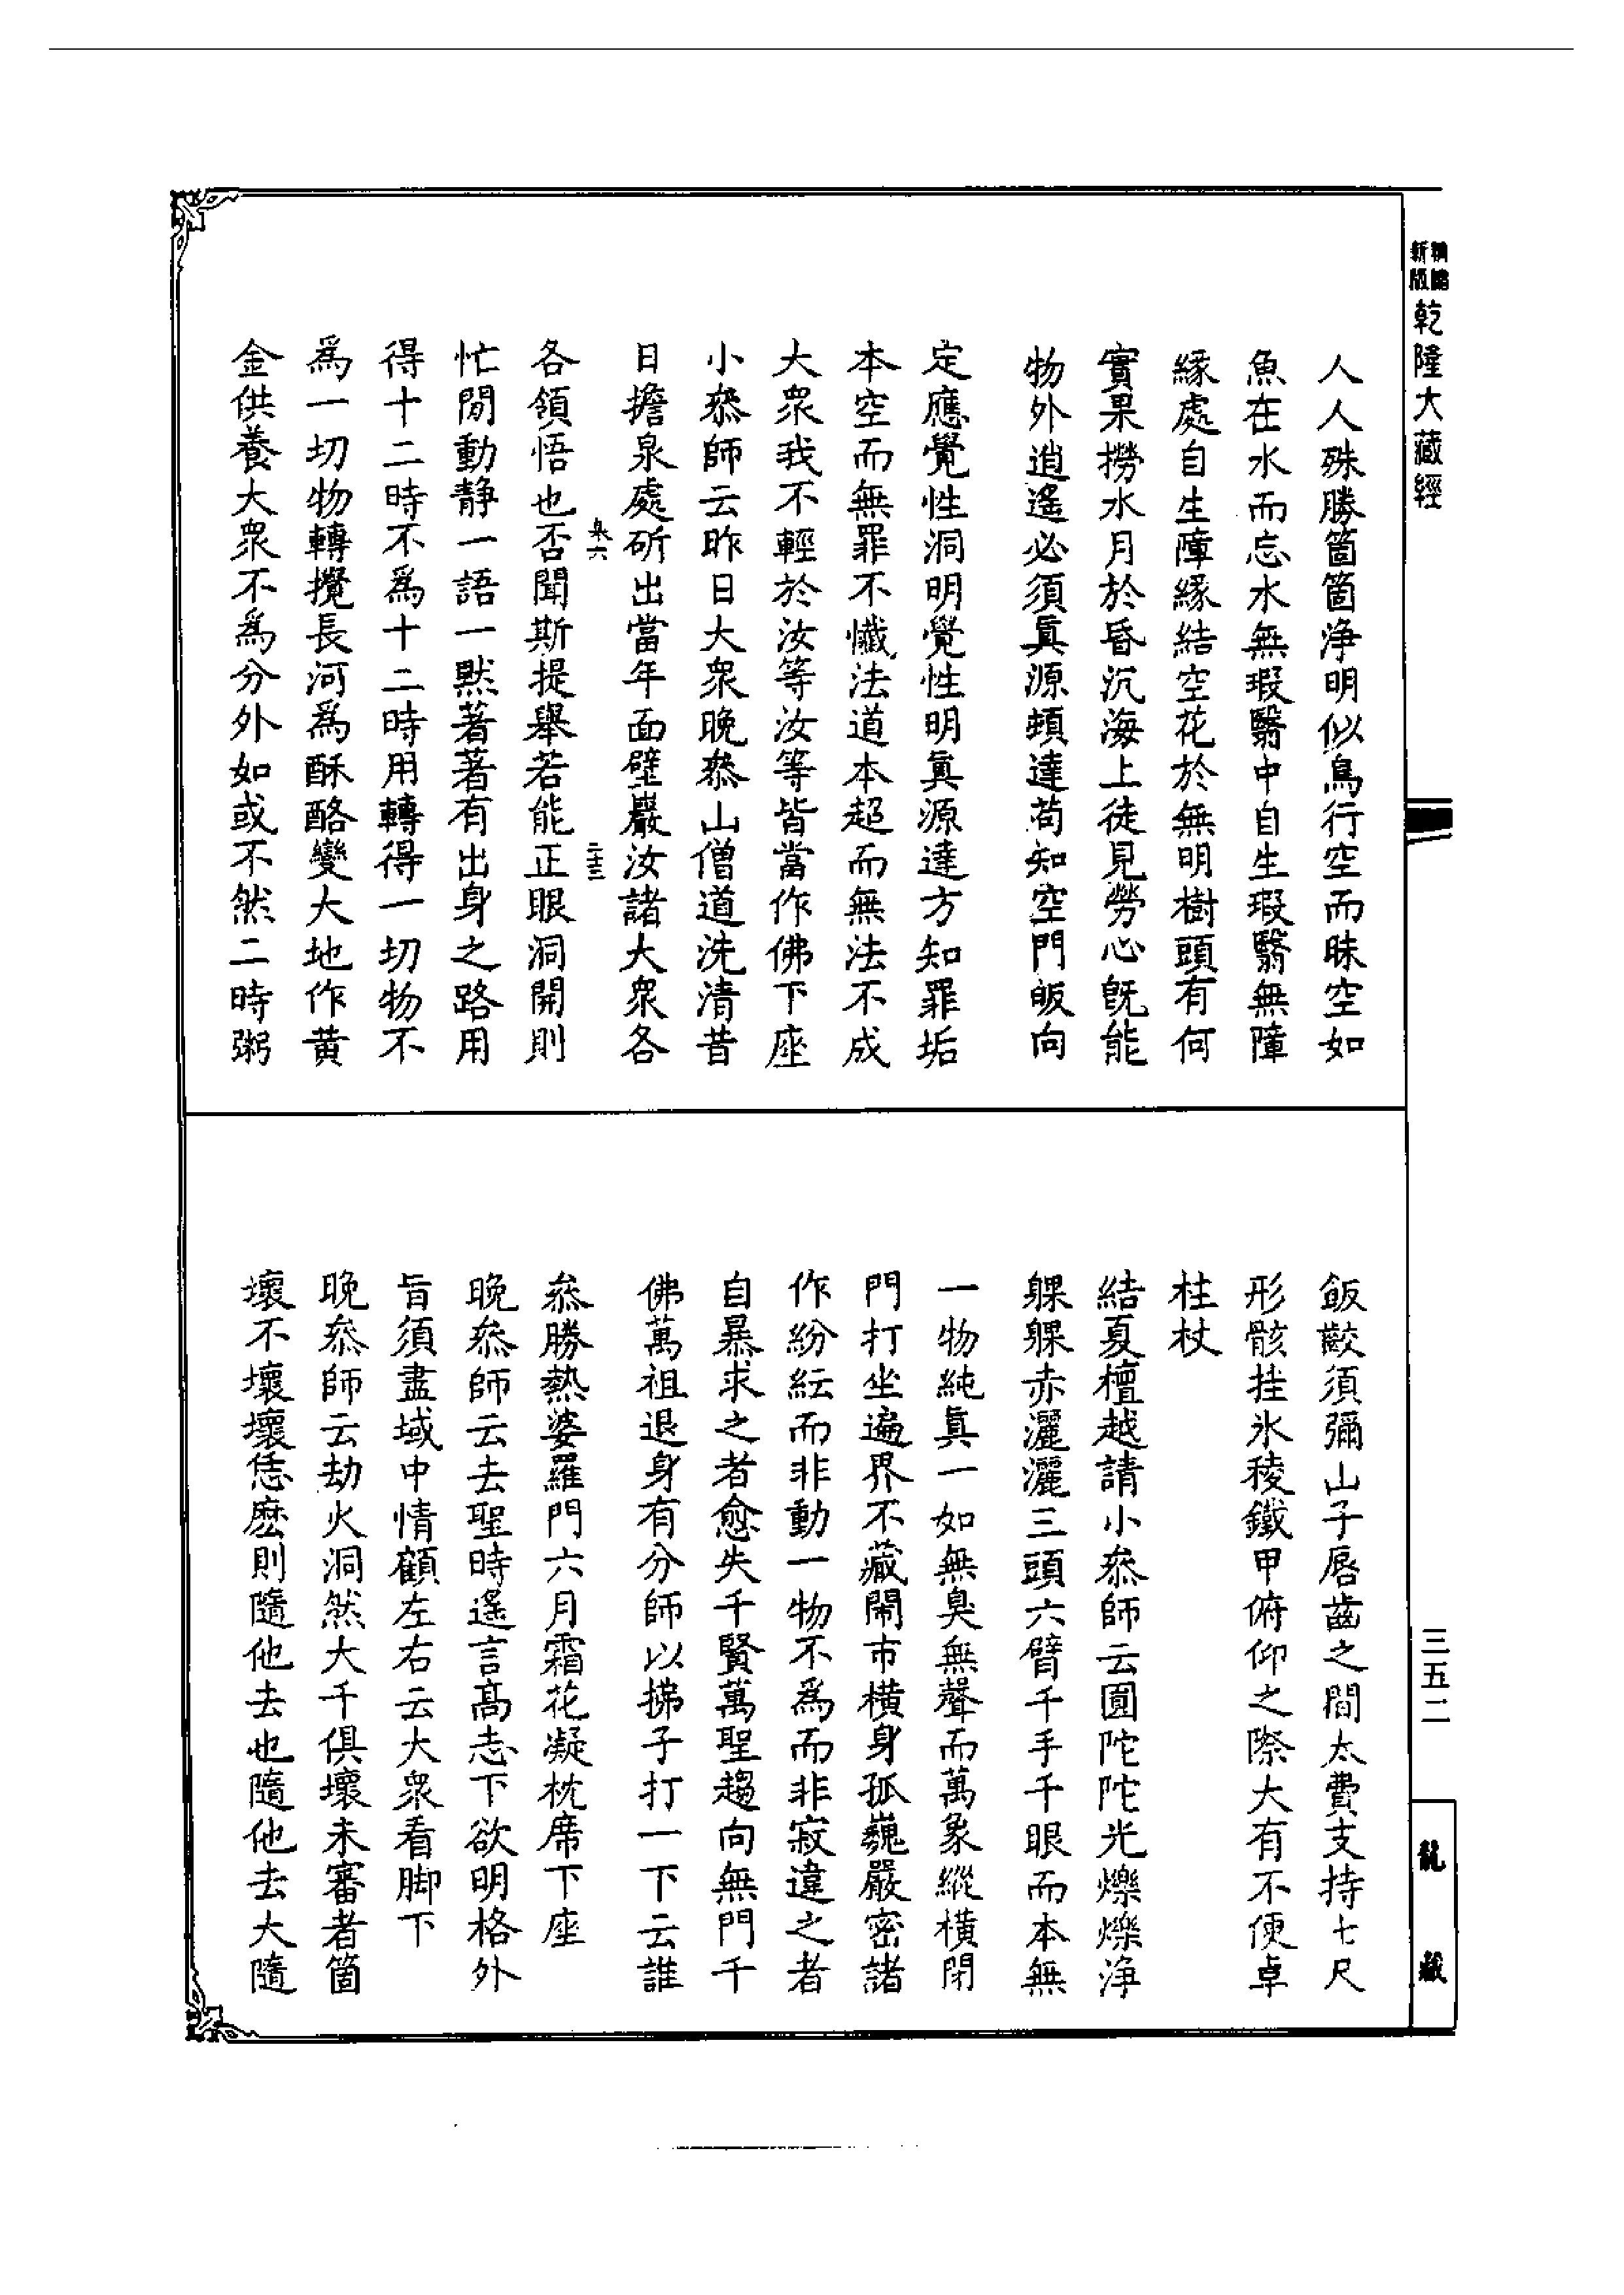 新版精縮乾隆大藏經
人人殊勝箇箇淨明似鳥行空而昧空如
魚在水而忘水無瑕翳中自生瑕翳無障
緣處自生障緣結空花於無明樹頭有何
實果撈水月於昏沉海上徒見勞心旣能
物外逍遙必須眞源頓達苟知空門皈向
定應覺性洞明覺性明眞源達方知罪垢
本空而無罪不懺法道本超而無法不成
大衆我不輕於汝等汝等皆當作佛下座
小叅師云昨日大衆晚叅山僧道洗清昔
日擔泉處斫出當年面壁巖汝諸大衆各
臬六
二十三
各領悟也否聞斯提舉若能正眼洞開則
忙閒動靜一語一默著著有出身之路用
得十二時不爲十二時用轉得一切物不
爲一切物轉攪長河爲酥酪變大地作黄
金供養大衆不爲分外如或不然二時粥
飯齩須彌山子唇齒之間太費支持七尺
形骸挂氷稜鐵甲俯仰之際大有不便卓
柱杖
結夏檀越請小叅師云圓陀陀光爍爍淨
躶躶赤灑灑三頭六臂千手千眼而本無
一物純眞一如無臭無聲而萬象縱橫閉
門打坐遍界不藏鬧市橫身孤巍嚴密諸
作紛紜而非動一物不爲而非寂違之者
自暴求之者愈失千賢萬聖趨向無門千
佛萬祖退身有分師以拂子打一下云誰
叅勝熱婆羅門六月霜花凝枕席下座
晚叅師云去聖時遙言高志下欲明格外
旨須盡域中情顧左右云大衆看脚下
晚叅師云劫火洞然大千俱壞未審者箇
壞不壞壞恁麽則隨他去也隨他去大隨
三五二
龍藏